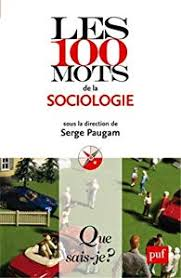 LES
100
MOTS
de la
SOCIOLOGIE
sous la direction de
Serge Paugam
Que
sais-je?
puf